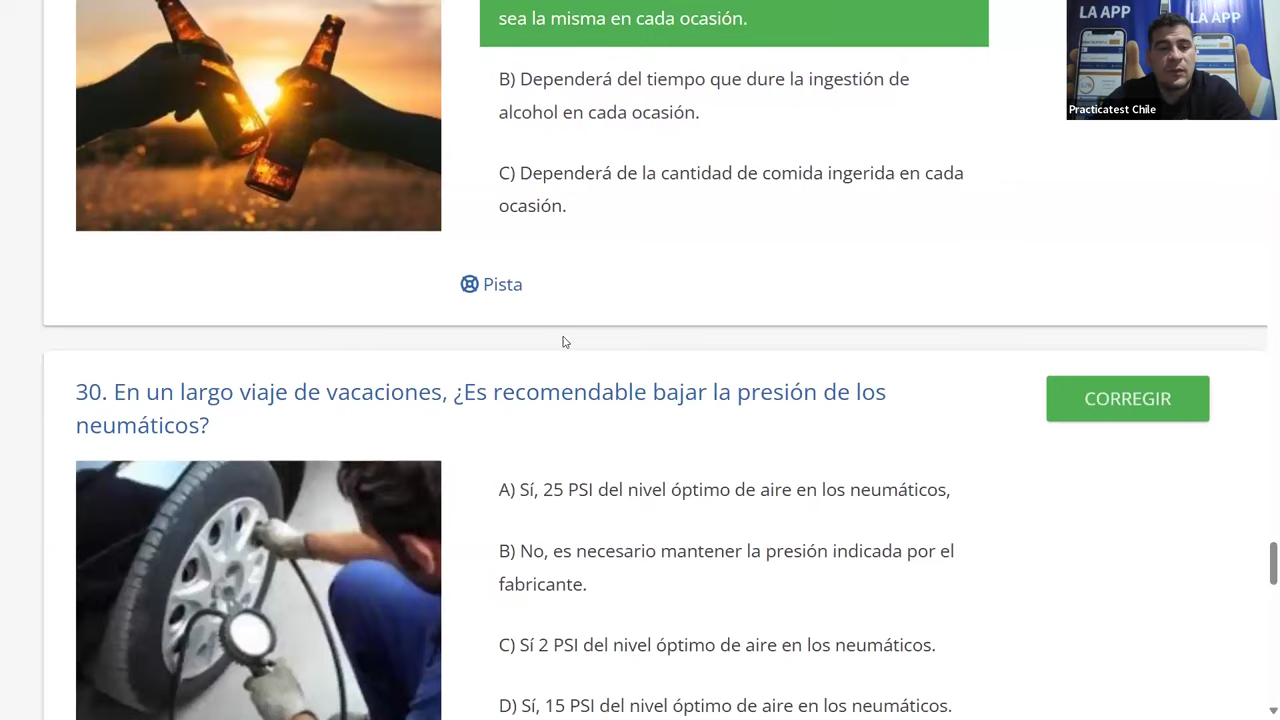 sea la misma en cada ocasión.
LA APP
LA APP
Practicatest Chile
B) Dependerá del tiempo que dure la ingestión de
alcohol en cada ocasión.
C) Dependerá de la cantidad de comida ingerida en cada
ocasión.
Pista
30. En un largo viaje de vacaciones, ¿Es recomendable bajar la presión de los
neumáticos?
CORREGIR
A) Sí, 25 PSI del nivel óptimo de aire en los neumáticos,
B) No, es necesario mantener la presión indicada por el
fabricante.
C) Sí 2 PSI del nivel óptimo de aire en los neumáticos.
D) Sí, 15 PSI del nivel óptimo de aire en los neumáticos.